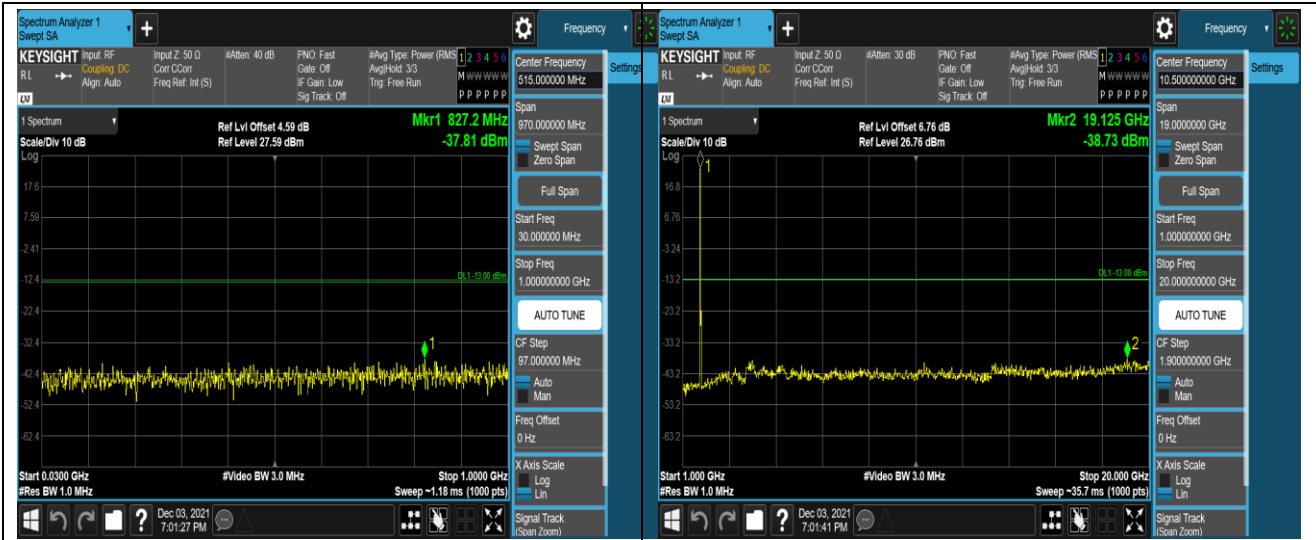 Spectrum Analyzer 1
Swept SA
+
Frequency
KEYSIGHT
RL
LXI
Input: RF
Coupling: DC
Align: Auto
Input Z: 50 Ω
Corr CCorr
Freq Ref: Int (S)
#Atten: 40 dB
PNO: Fast
Gate: Off
IF Gain: Low
Sig Track: Off
#Avg Type: Power (RMS
Avg|Hold: 3/3
Trig: Free Run
1 2 3 4 5 6
M W W W W W
P P P P P P
1 Spectrum
Scale/Div 10 dB
Log
Ref Lvl Offset 4.59 dB
Ref Level 27.59 dBm
Mkr1 827.2 MHz
-37.81 dBm
17.6
7.59
-2.41
-12.4
-22.4
-32.4
-42.4
-52.4
-62.4
DL1 -13.00 dBm
1
Start 0.0300 GHz
#Res BW 1.0 MHz
#Video BW 3.0 MHz
Stop 1.0000 GHz
Sweep ~1.18 ms (1000 pts)
Center Frequency
515.000000 MHz
Settings
Span
970.000000 MHz
Swept Span
Zero Span
Full Span
Start Freq
30.000000 MHz
Stop Freq
1.000000000 GHz
AUTO TUNE
CF Step
97.000000 MHz
Auto
Man
Freq Offset
0 Hz
X Axis Scale
Log
Lin
Signal Track
(Span Zoom)
?
Dec 03, 2021
7:01:27 PM
Spectrum Analyzer 1
Swept SA
+
Frequency
KEYSIGHT
RL
LXI
Input: RF
Coupling: DC
Align: Auto
Input Z: 50 Ω
Corr CCorr
Freq Ref: Int (S)
#Atten: 30 dB
PNO: Fast
Gate: Off
IF Gain: Low
Sig Track: Off
#Avg Type: Power (RMS
Avg|Hold: 3/3
Trig: Free Run
1 2 3 4 5 6
M W W W W W
P P P P P P
1 Spectrum
Scale/Div 10 dB
Log
Ref Lvl Offset 6.76 dB
Ref Level 26.76 dBm
Mkr2 19.125 GHz
-38.73 dBm
1
16.8
6.76
-3.24
-13.2
-23.2
-33.2
-43.2
-53.2
-63.2
DL1 -13.00 dBm
2
Start 1.000 GHz
#Res BW 1.0 MHz
#Video BW 3.0 MHz
Stop 20.000 GHz
Sweep ~35.7 ms (1000 pts)
Center Frequency
10.500000000 GHz
Settings
Span
19.0000000 GHz
Swept Span
Zero Span
Full Span
Start Freq
1.000000000 GHz
Stop Freq
20.000000000 GHz
AUTO TUNE
CF Step
1.900000000 GHz
Auto
Man
Freq Offset
0 Hz
X Axis Scale
Log
Lin
Signal Track
(Span Zoom)
?
Dec 03, 2021
7:01:41 PM